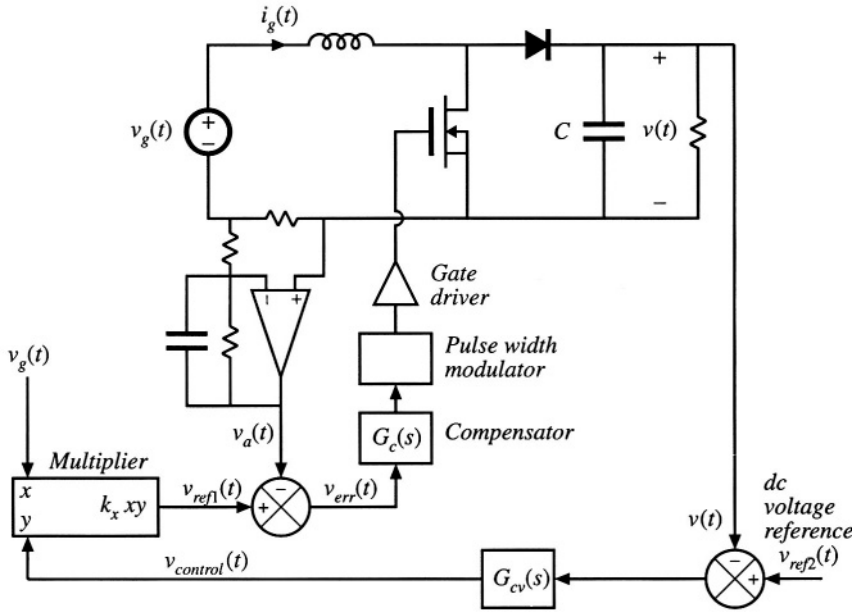 i_g(t)
v_g(t)
+
−
C
v(t)
+
−
Gate
driver
− +
Pulse width
modulator
v_g(t)
v_a(t)
G_c(s)
Compensator
Multiplier
x
y
k_x xy
v_ref1(t)
−
+
v_err(t)
dc
voltage
reference
v(t)
v_ref2(t)
−
+
v_control(t)
G_cv(s)